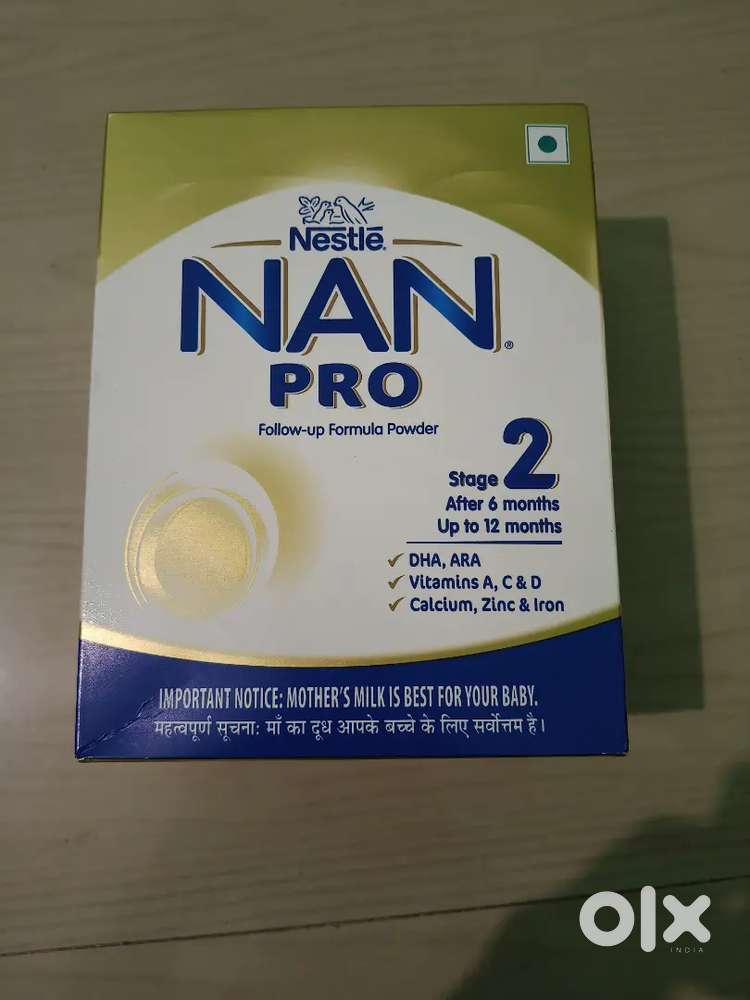 Nestlé
NAN®
PRO
Follow-up Formula Powder
Stage 2
After 6 months
Up to 12 months
✓ DHA, ARA
✓ Vitamins A, C & D
✓ Calcium, Zinc & Iron
IMPORTANT NOTICE: MOTHER'S MILK IS BEST FOR YOUR BABY.
महत्वपूर्ण सूचना: माँ का दूध आपके बच्चे के लिए सर्वोत्तम है।
olx
INDIA